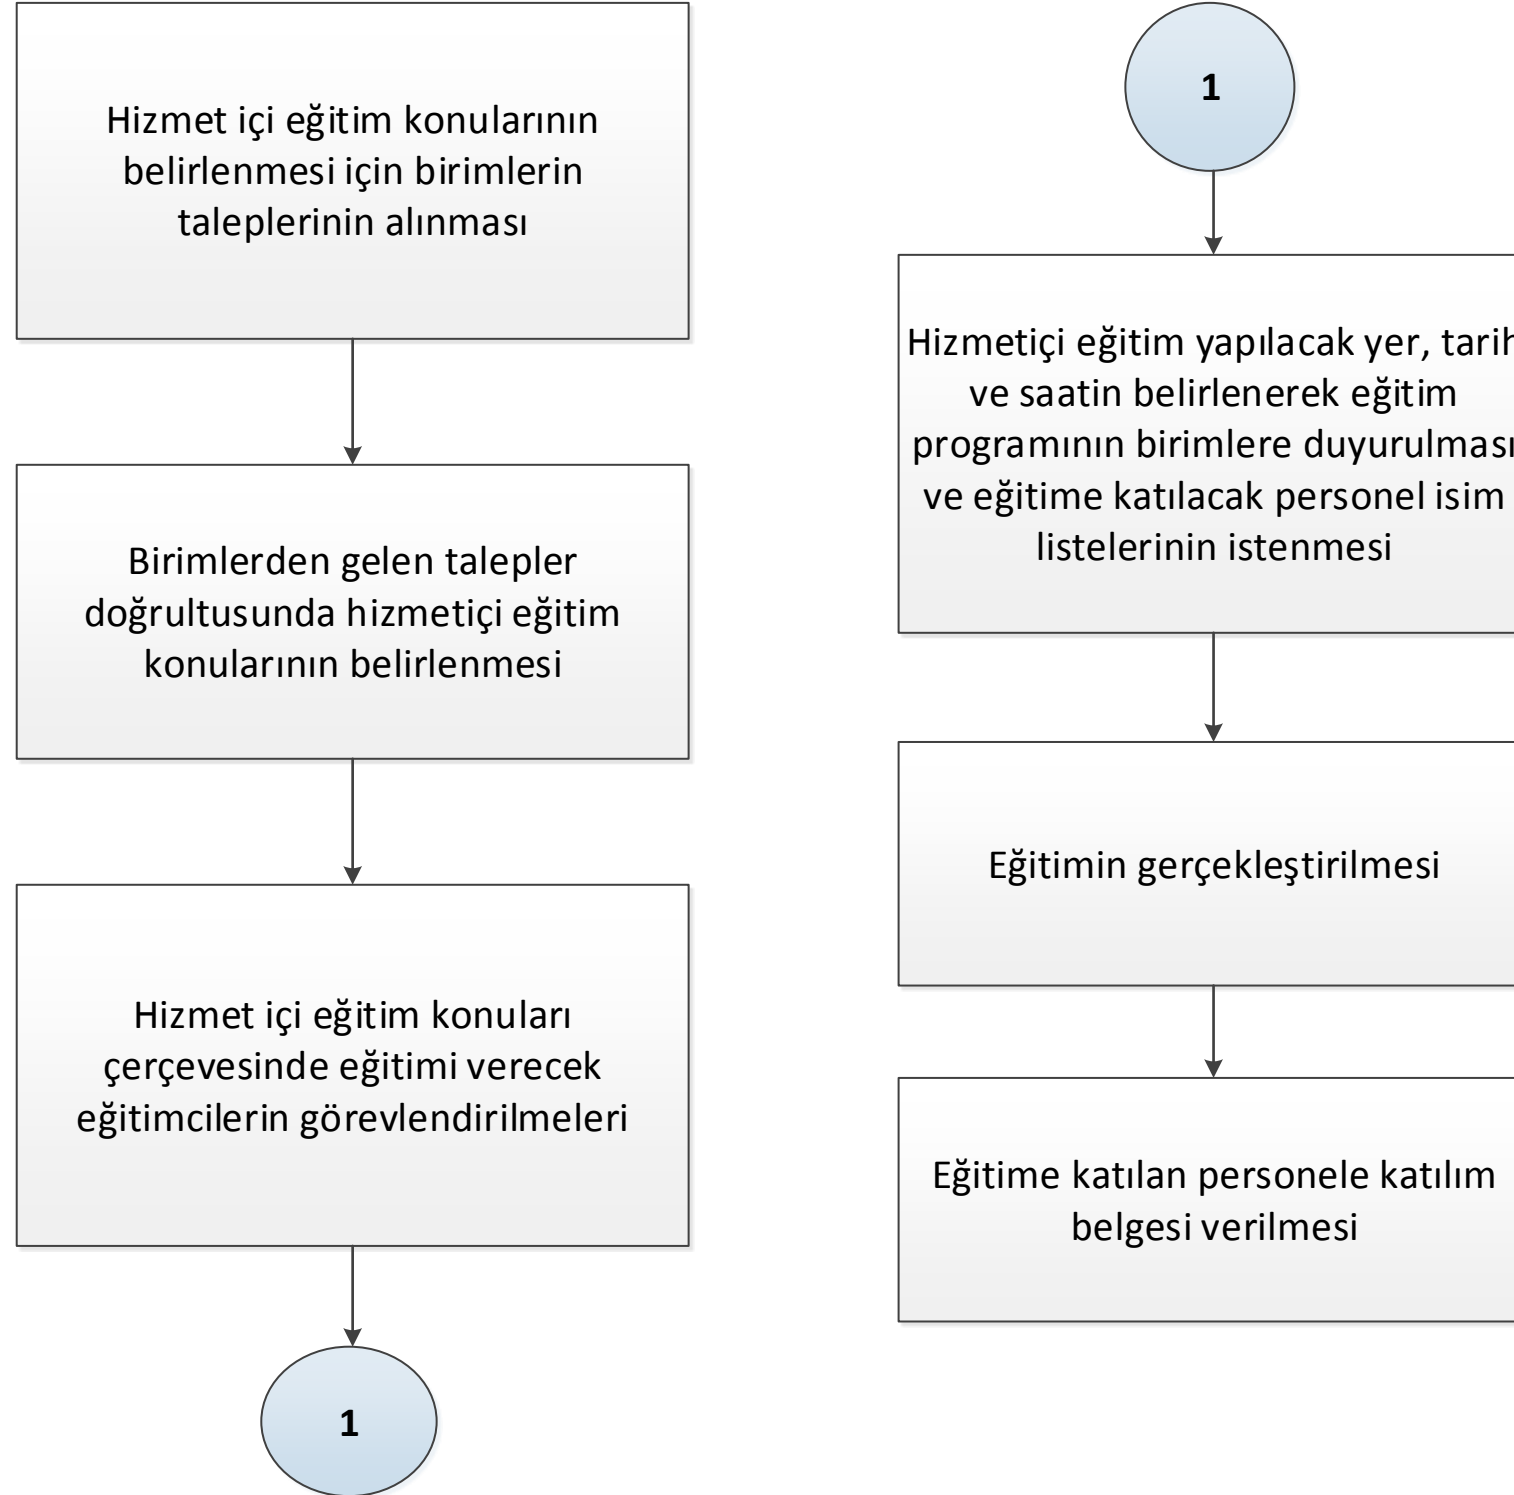 Hizmet içi eğitim konularının
belirlenmesi için birimlerin
taleplerinin alınması
Birimlerden gelen talepler
doğrultusunda hizmetiçi eğitim
konularının belirlenmesi
Hizmet içi eğitim konuları
çerçevesinde eğitimi verecek
eğitimcilerin görevlendirilmeleri
1
1
Hizmetiçi eğitim yapılacak yer, tarih
ve saatin belirlenerek eğitim
programının birimlere duyurulması
ve eğitime katılacak personel isim
listelerinin istenmesi
Eğitimin gerçekleştirilmesi
Eğitime katılan personele katılım
belgesi verilmesi